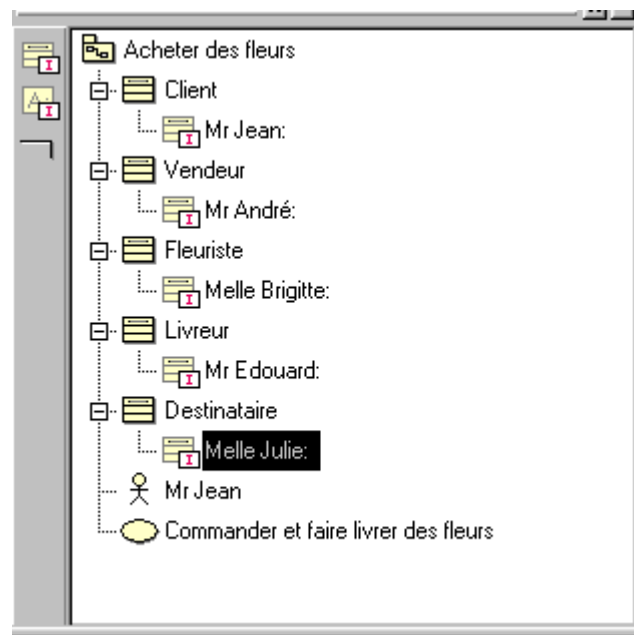 Acheter des fleurs
Client
Mr Jean:
Vendeur
Mr André:
Fleuriste
Melle Brigitte:
Livreur
Mr Edouard:
Destinataire
Melle Julie:
Mr Jean
Commander et faire livrer des fleurs